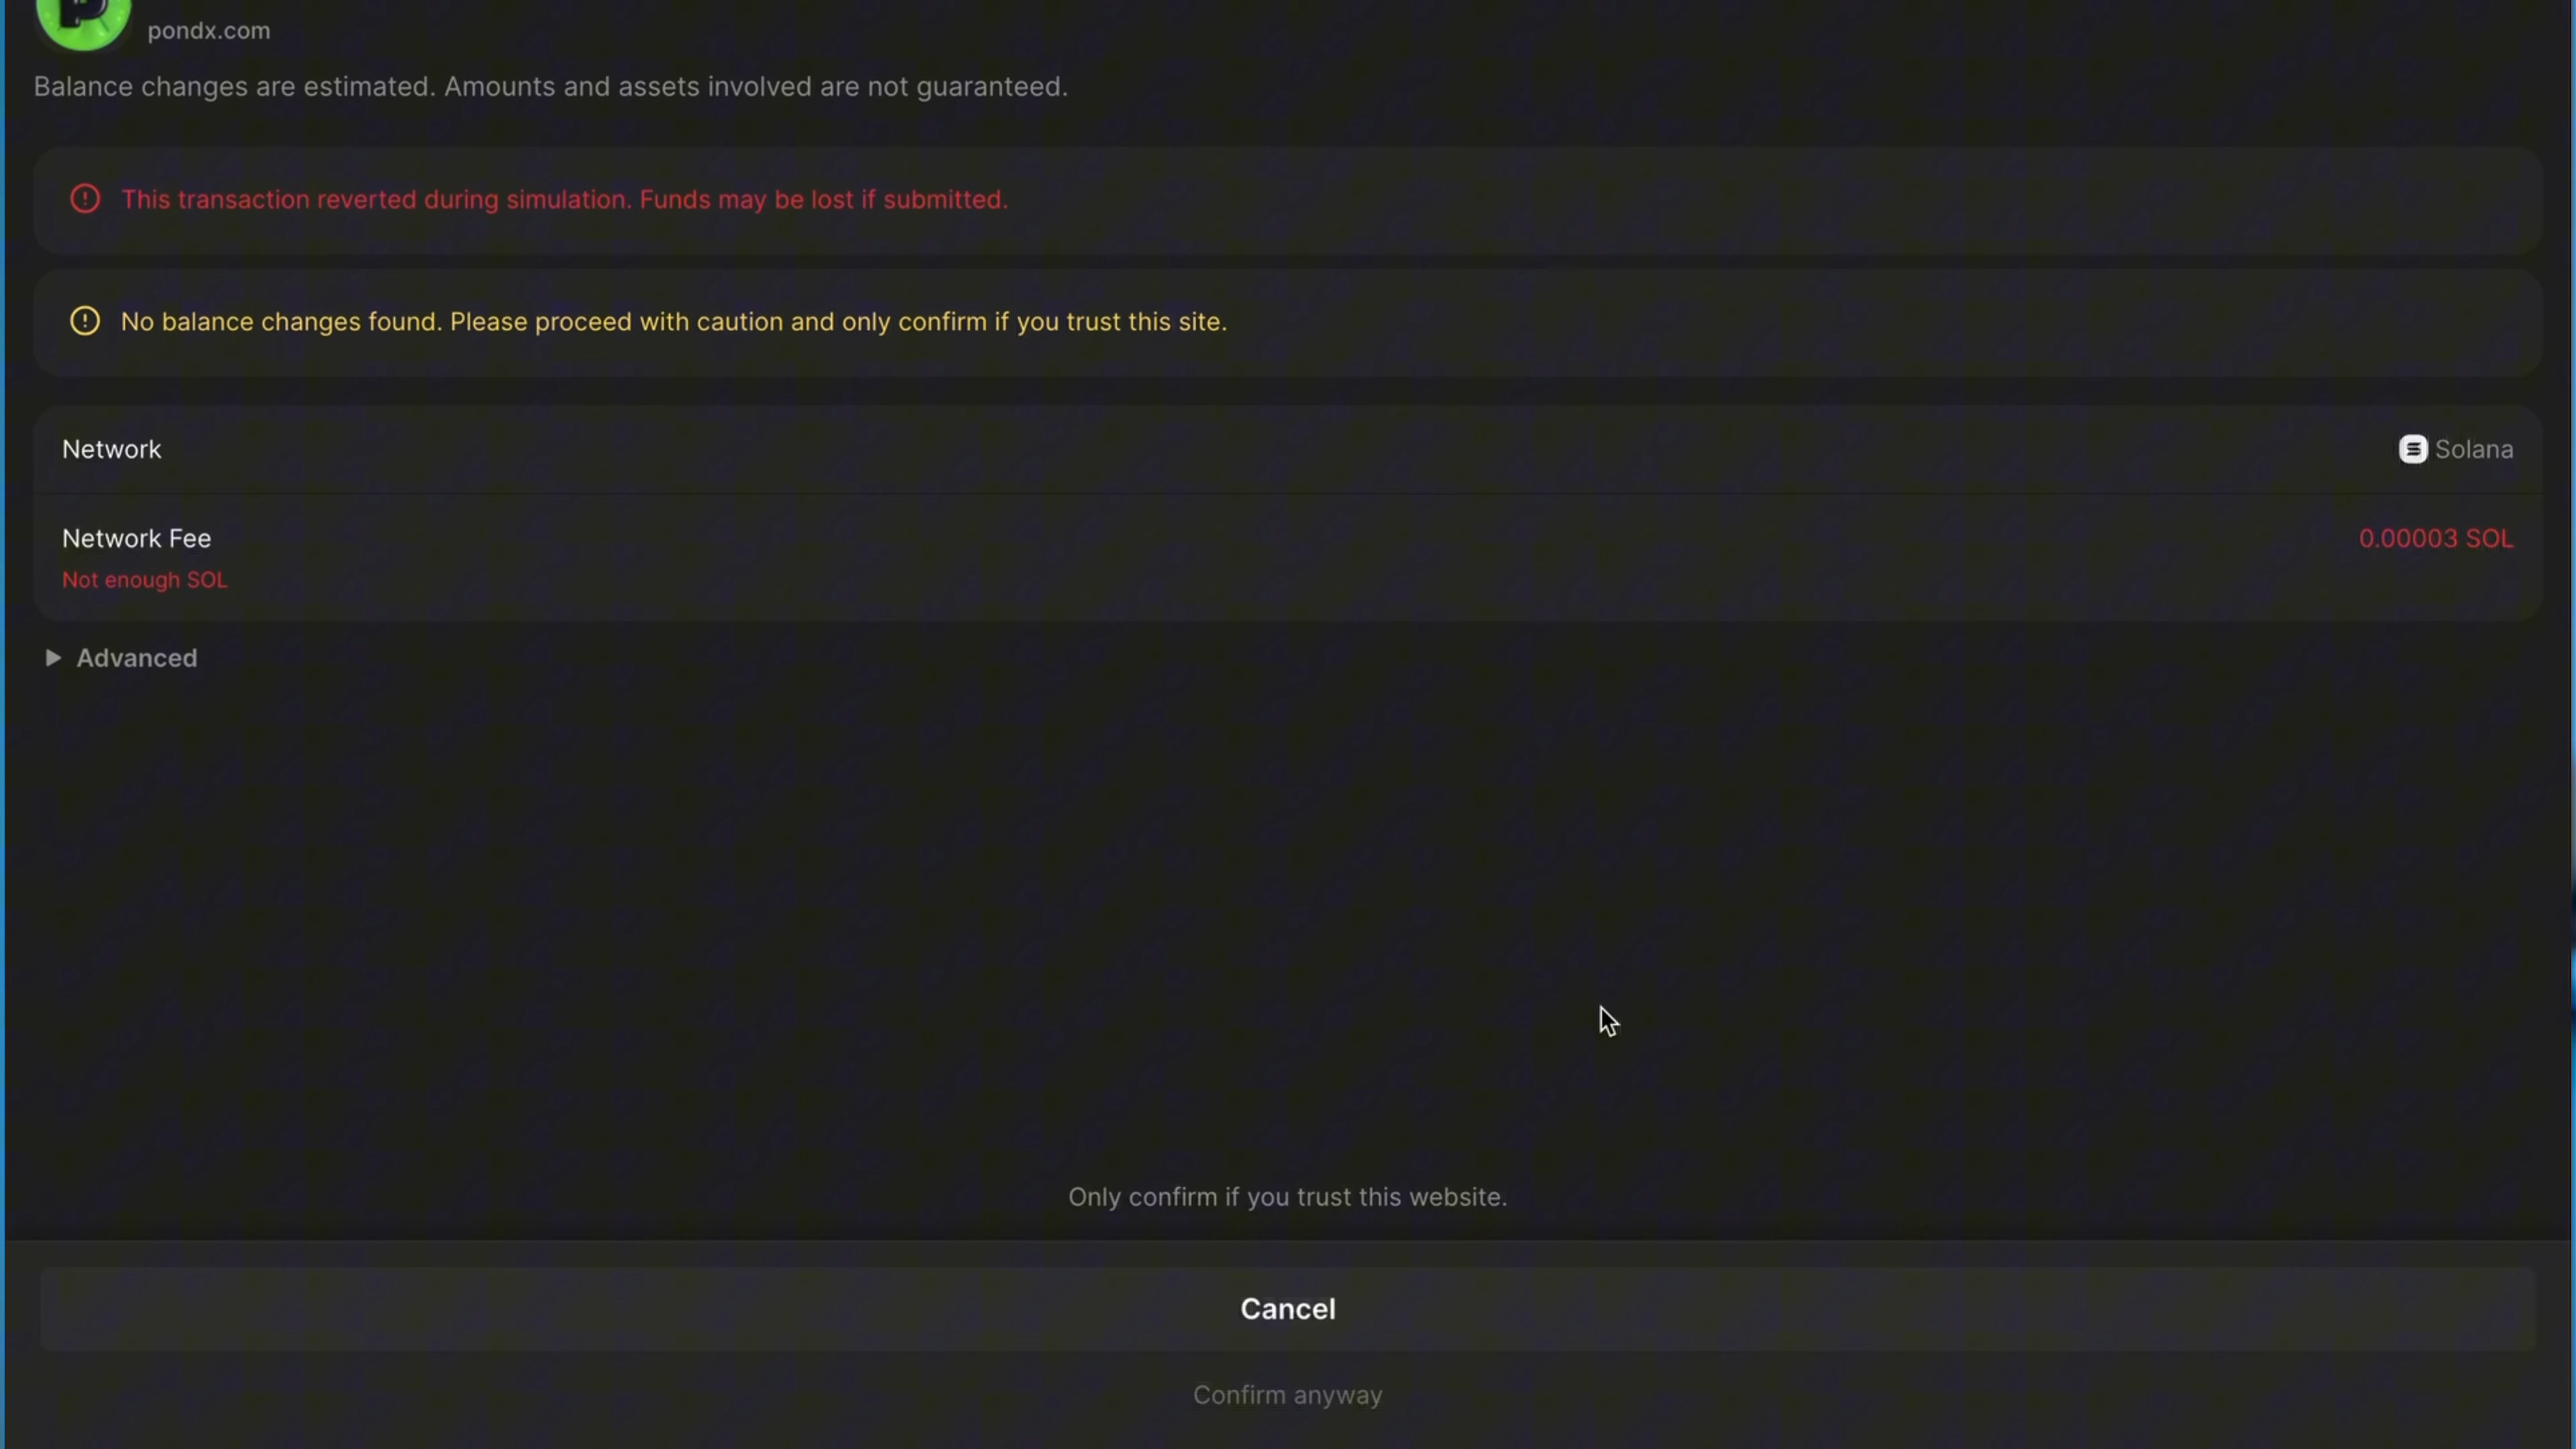 pondx.com
Balance changes are estimated. Amounts and assets involved are not guaranteed.
This transaction reverted during simulation. Funds may be lost if submitted.
No balance changes found. Please proceed with caution and only confirm if you trust this site.
Network
Solana
Network Fee
0.00003 SOL
Not enough SOL
Advanced
Only confirm if you trust this website.
Cancel
Confirm anyway